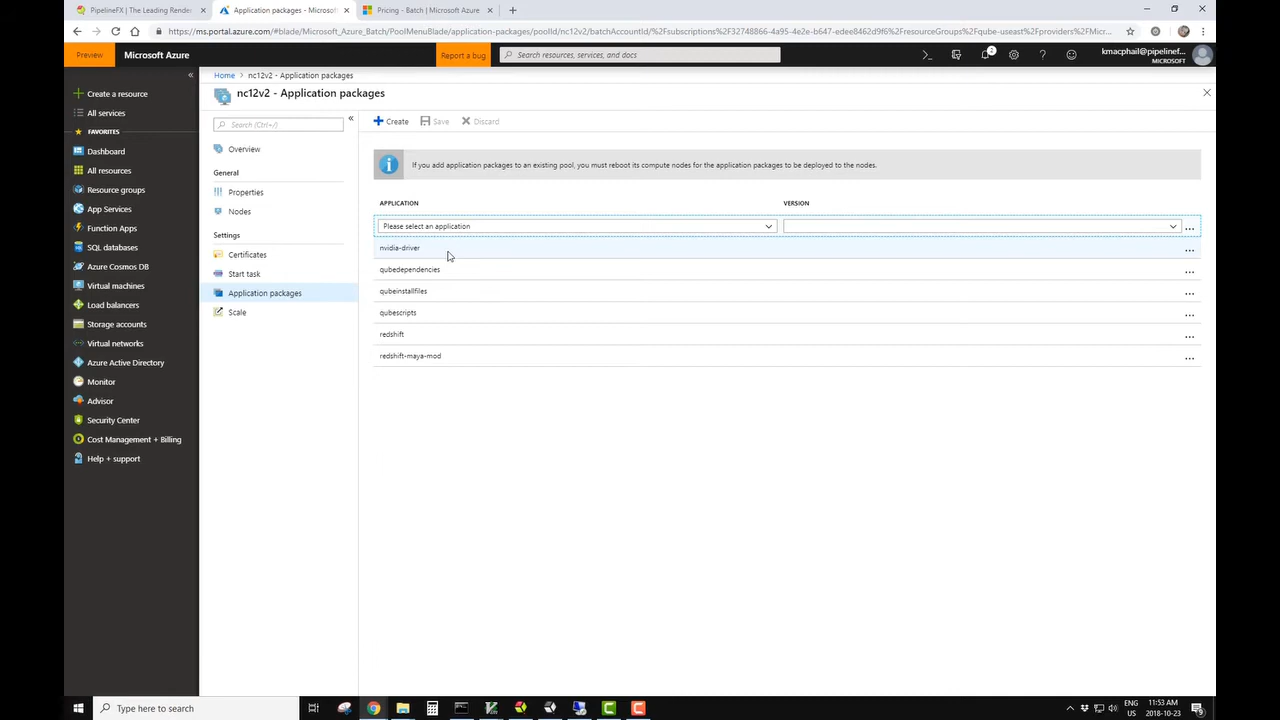 PipelineFX | The Leading Render
Application packages - Microsof
Pricing - Batch | Microsoft Azure
https://ms.portal.azure.com/#blade/Microsoft_Azure_Batch/PoolMenuBlade/application-packages/poolId/nc12v2/batchAccountId/%2Fsubscriptions%2F32748866-4a95-42e2-b647-edee8462d9f6%2FresourceGroups%2Fqube-useast%2Fproviders%2FMicr...
Preview
Microsoft Azure
Report a bug
Search resources, services, and docs
2
kmacphail@pipelinef...
MICROSOFT
Create a resource
All services
FAVORITES
Dashboard
All resources
Resource groups
App Services
Function Apps
SQL databases
Azure Cosmos DB
Virtual machines
Load balancers
Storage accounts
Virtual networks
Azure Active Directory
Monitor
Advisor
Security Center
Cost Management + Billing
Help + support
Home > nc12v2 - Application packages
nc12v2 - Application packages
Search (Ctrl+/)
Overview
General
Properties
Nodes
Settings
Certificates
Start task
Application packages
Scale
Create
Save
Discard
If you add application packages to an existing pool, you must reboot its compute nodes for the application packages to be deployed to the nodes.
APPLICATION
VERSION
Please select an application
nvidia-driver
qubedependencies
qubeinstallfiles
qubescripts
redshift
redshift-maya-mod
Type here to search
ENG
US
11:53 AM
2018-10-23